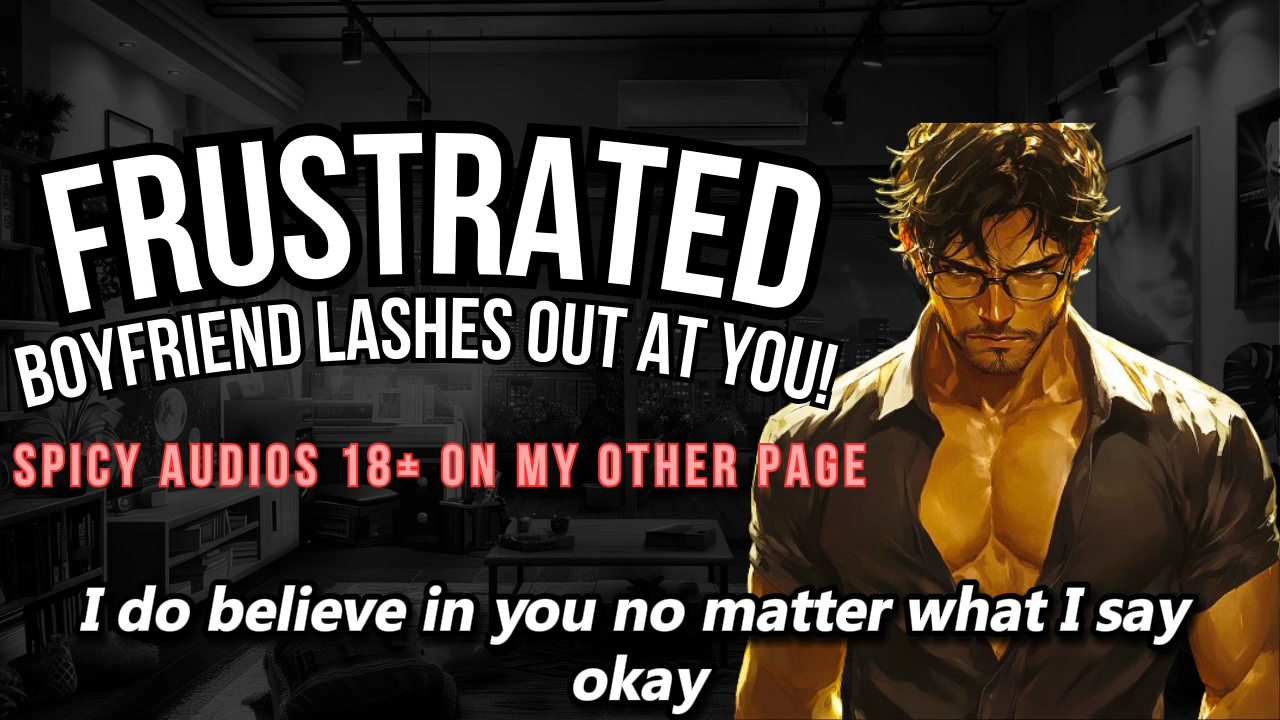 FRUSTRATED
BOYFRIEND LASHES OUT AT YOU!
SPICY AUDIOS 18± ON MY OTHER PAGE
I do believe in you no matter what I say
okay